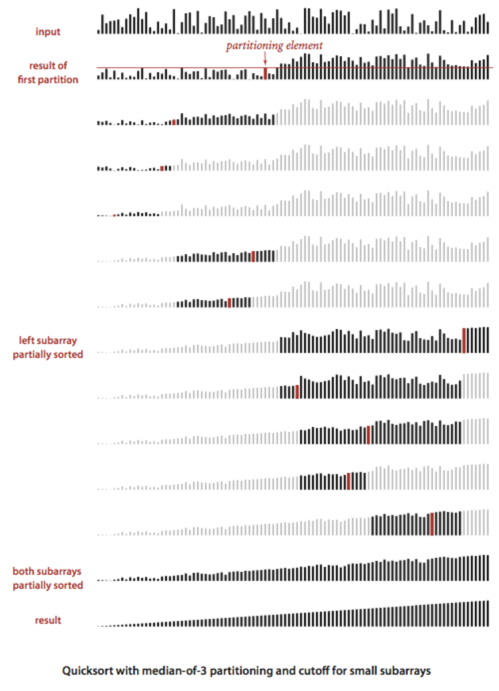 input
partitioning element
result of
first partition
left subarray
partially sorted
both subarrays
partially sorted
result
Quicksort with median-of-3 partitioning and cutoff for small subarrays